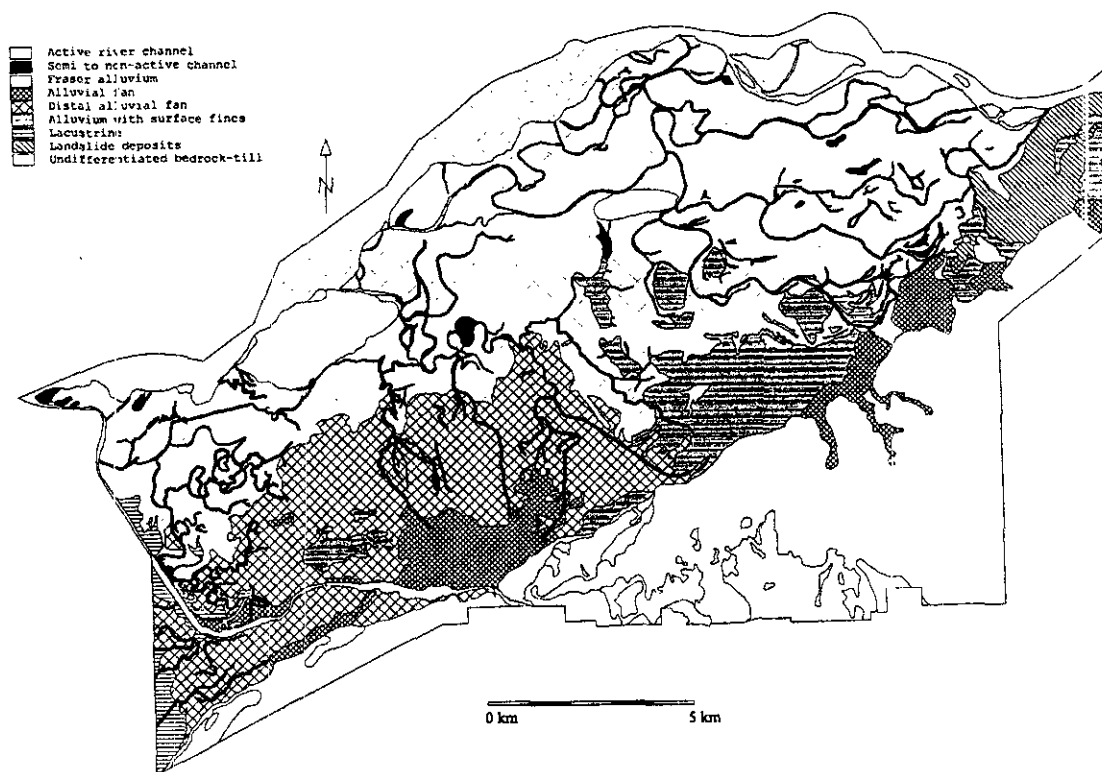 Active river channel
Semi to non-active channel
Fraser alluvium
Alluvial fan
Distal alluvial fan
Alluvium with surface fines
Lacustrine
Landslide deposits
Undifferentiated bedrock-till
N
0 km 5 km